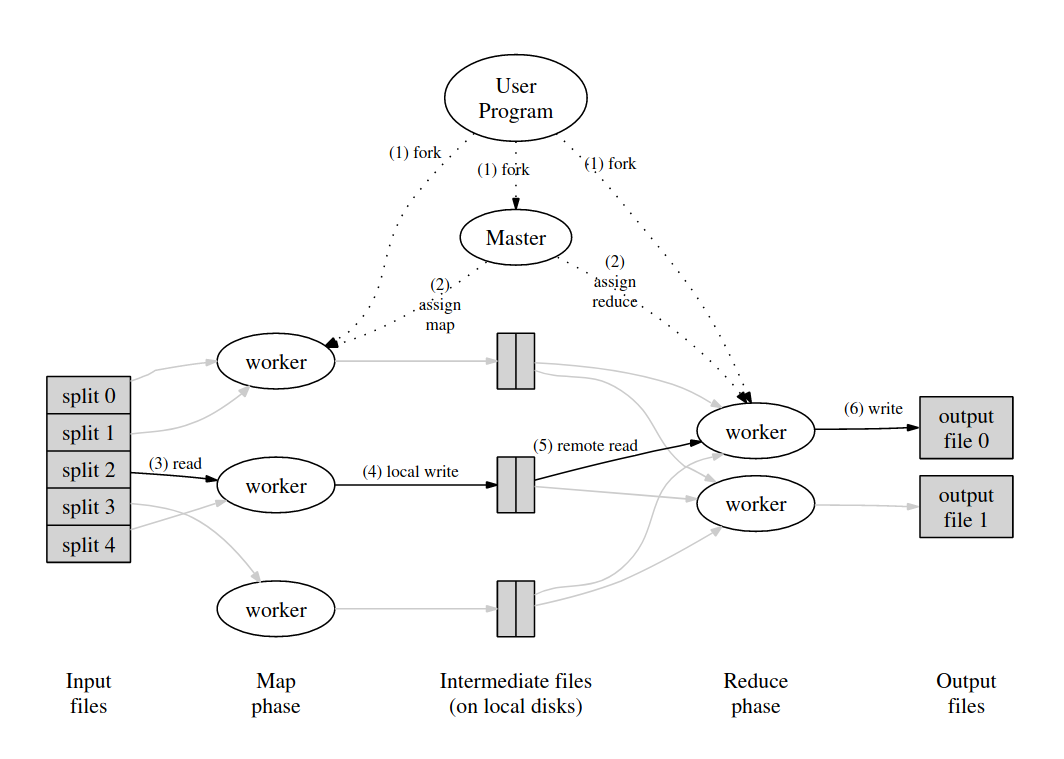 User
Program
(1) fork
(1) fork
(1) fork
Master
(2)
assign
map
(2)
assign
reduce
worker
split 0
split 1
split 2
split 3
split 4
(3) read
worker
(4) local write
worker
(5) remote read
worker
worker
(6) write
output
file 0
output
file 1
Input
files
Map
phase
Intermediate files
(on local disks)
Reduce
phase
Output
files